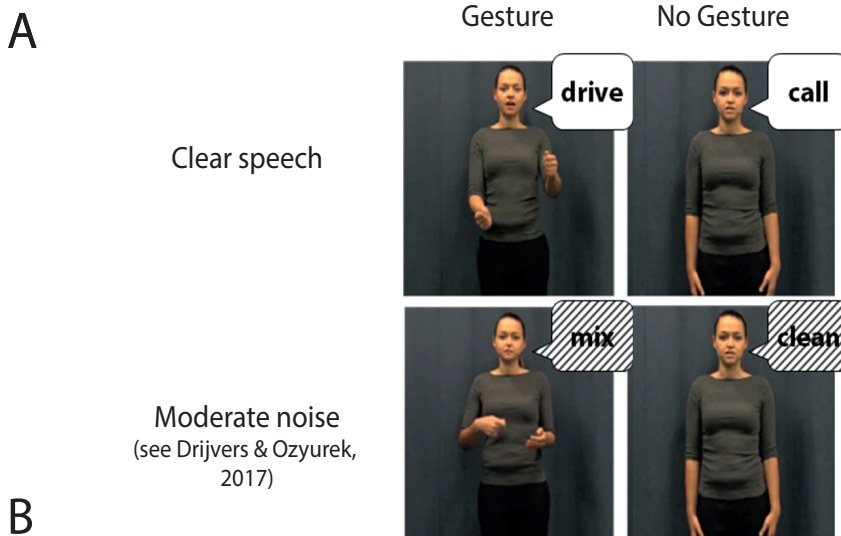 A
Gesture
No Gesture
drive
call
Clear speech
mix
clean
Moderate noise
(see Drijvers & Ozyurek,
2017)
B